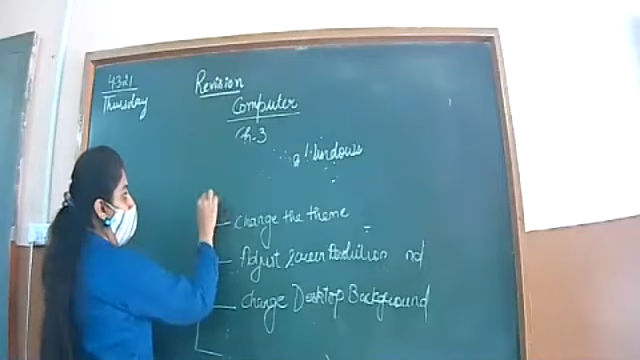 4.3.21
Thursday
Revision
Computer
Ch-3
Windows
Change the theme
Adjust Screen Resolution
Change Desktop Background